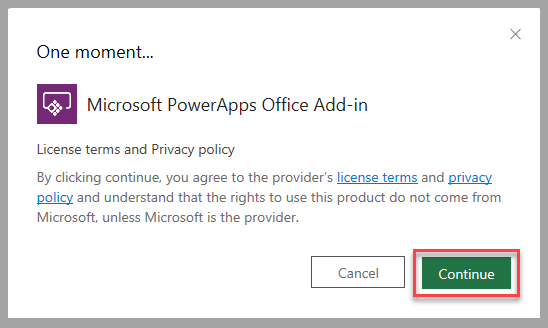 One moment...
Microsoft PowerApps Office Add-in
License terms and Privacy policy
By clicking continue, you agree to the provider's license terms and privacy
policy and understand that the rights to use this product do not come from
Microsoft, unless Microsoft is the provider.
Cancel
Continue